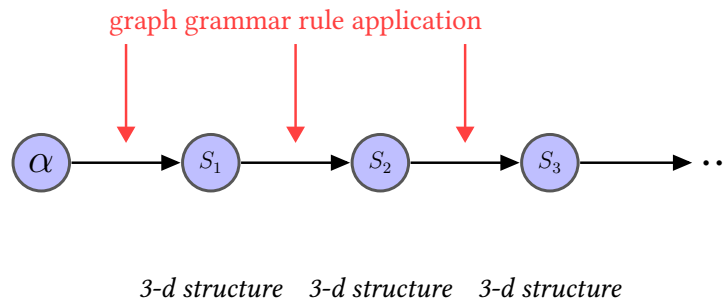 graph grammar rule application
α S₁ S₂ S₃ ··
3-d structure 3-d structure 3-d structure